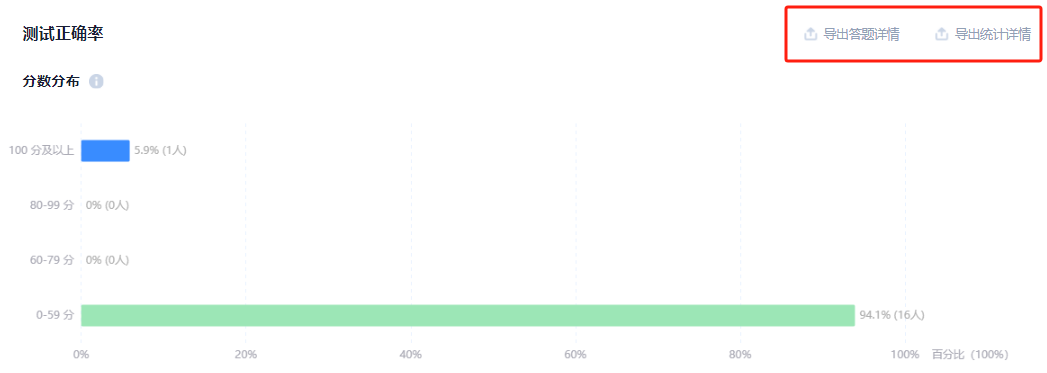 测试正确率
导出答题详情 导出统计详情
分数分布
100 分及以上 5.9% (1人)
80-99 分 0% (0人)
60-79 分 0% (0人)
0-59 分 94.1% (16人)
0% 20% 40% 60% 80% 100% 百分比（100%）